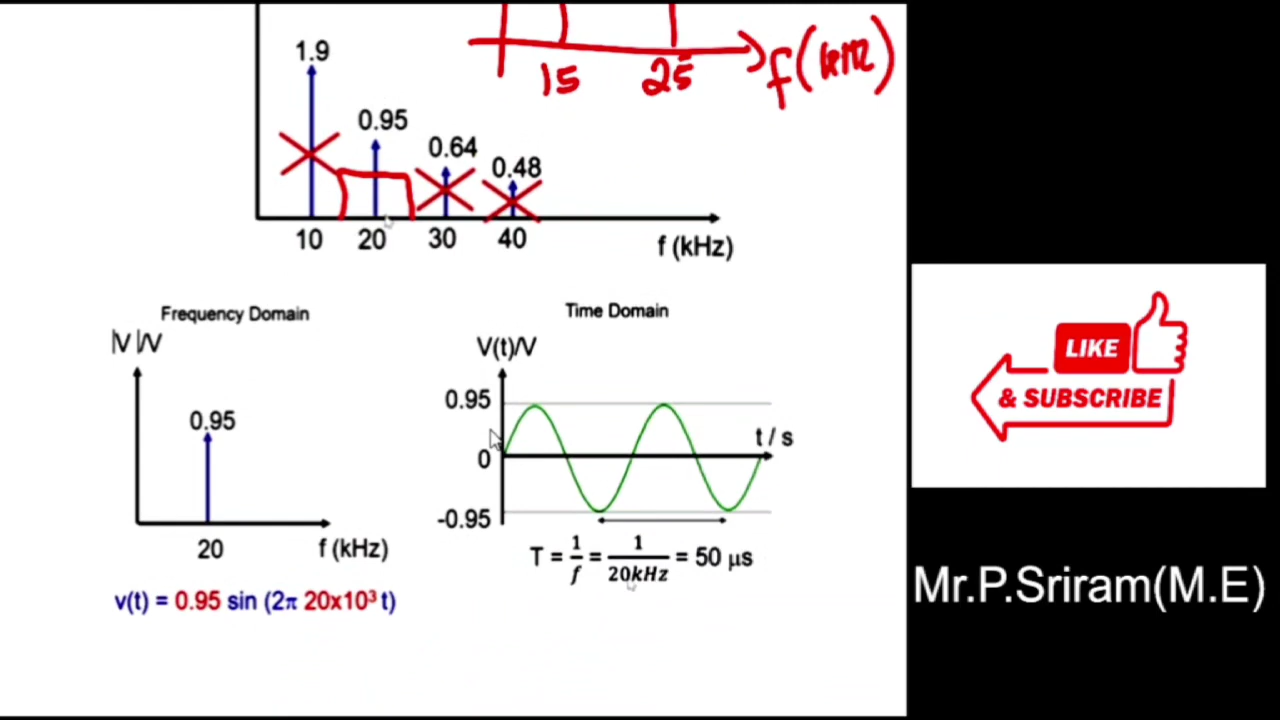 15 25 f(kHz)
1.9
0.95
0.64
0.48
10 20 30 40 f (kHz)
Frequency Domain
|V|/V
0.95
20 f (kHz)
v(t) = 0.95 sin (2π 20x10³ t)
Time Domain
V(t)/V
0.95
t / s
0
-0.95
T = 1/f = 1/20kHz = 50 μs
LIKE
& SUBSCRIBE
Mr.P.Sriram(M.E)